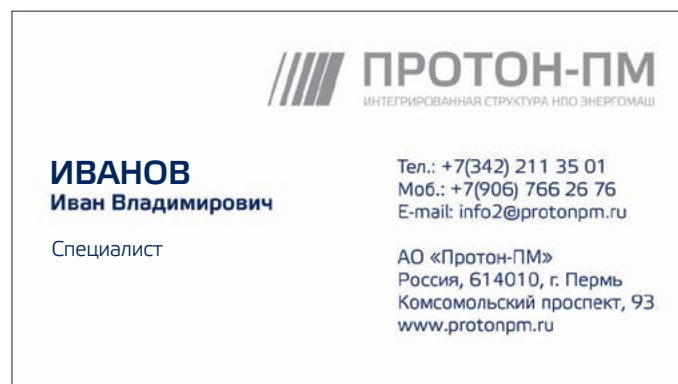 ПРОТОН-ПМ
ИНТЕГРИРОВАННАЯ СТРУКТУРА НПО ЭНЕРГОМАШ
ИВАНОВ
Иван Владимирович
Специалист
Тел.: +7(342) 211 35 01
Моб.: +7(906) 766 26 76
E-mail: info2@protonpm.ru
АО «Протон-ПМ»
Россия, 614010, г. Пермь
Комсомольский проспект, 93
www.protonpm.ru